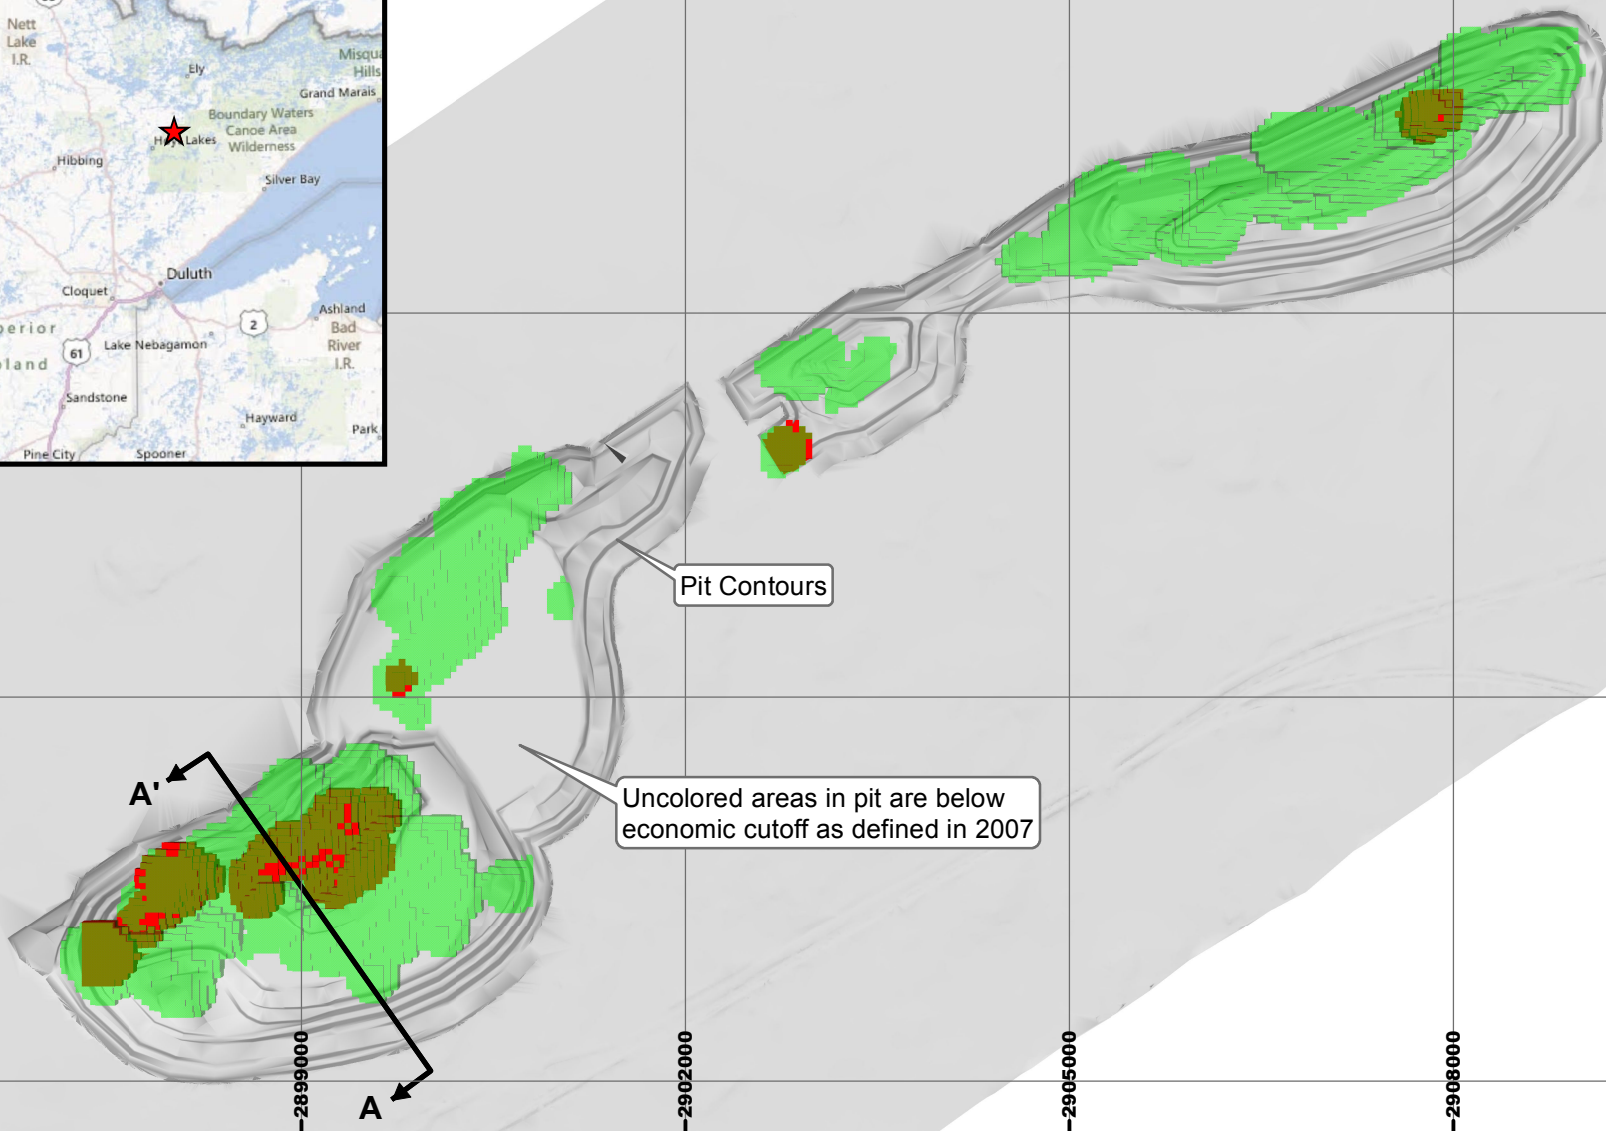 Nett
Lake
I.R.
Ely
Misqua
Hills
Grand Marais
Boundary Waters
Canoe Area
Wilderness
Lakes
Hibbing
Silver Bay
Duluth
Cloquet
Ashland
2
Bad
River
I.R.
perior
Lake Nebagamon
61
land
Sandstone
Hayward
Park
Pine City
Spooner
Pit Contours
A'
Uncolored areas in pit are below
economic cutoff as defined in 2007
A
2899000
2902000
2905000
2908000